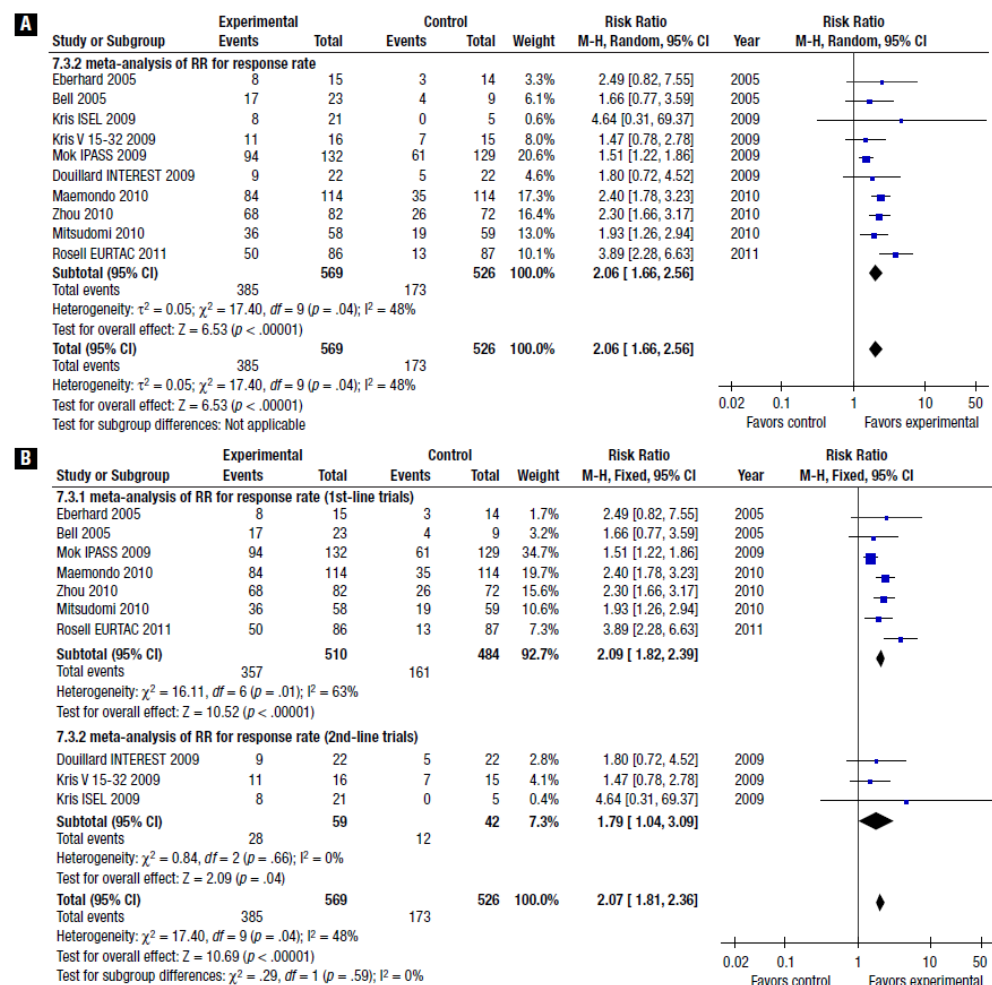 A
Experimental Control Risk Ratio Risk Ratio
Study or Subgroup Events Total Events Total Weight M-H, Random, 95% CI Year M-H, Random, 95% CI
7.3.2 meta-analysis of RR for response rate
Eberhard 2005 8 15 3 14 3.3% 2.49 [0.82, 7.55] 2005
Bell 2005 17 23 4 9 6.1% 1.66 [0.77, 3.59] 2005
Kris ISEL 2009 8 21 0 5 0.6% 4.64 [0.31, 69.37] 2009
Kris V 15-32 2009 11 16 7 15 8.0% 1.47 [0.78, 2.78] 2009
Mok IPASS 2009 94 132 61 129 20.6% 1.51 [1.22, 1.86] 2009
Douillard INTEREST 2009 9 22 5 22 4.6% 1.80 [0.72, 4.52] 2009
Maemondo 2010 84 114 35 114 17.3% 2.40 [1.78, 3.23] 2010
Zhou 2010 68 82 26 72 16.4% 2.30 [1.66, 3.17] 2010
Mitsudomi 2010 36 58 19 59 13.0% 1.93 [1.26, 2.94] 2010
Rosell EURTAC 2011 50 86 13 87 10.1% 3.89 [2.28, 6.63] 2011
Subtotal (95% CI) 569 526 100.0% 2.06 [ 1.66, 2.56]
Total events 385 173
Heterogeneity: τ² = 0.05; χ² = 17.40, df = 9 (p = .04); I² = 48%
Test for overall effect: Z = 6.53 (p < .00001)
Total (95% CI) 569 526 100.0% 2.06 [ 1.66, 2.56]
Total events 385 173
Heterogeneity: τ² = 0.05; χ² = 17.40, df = 9 (p = .04); I² = 48%
Test for overall effect: Z = 6.53 (p < .00001)
Test for subgroup differences: Not applicable
0.02 0.1 1 10 50
Favors control Favors experimental
B
Experimental Control Risk Ratio Risk Ratio
Study or Subgroup Events Total Events Total Weight M-H, Fixed, 95% CI Year M-H, Fixed, 95% CI
7.3.1 meta-analysis of RR for response rate (1st-line trials)
Eberhard 2005 8 15 3 14 1.7% 2.49 [0.82, 7.55] 2005
Bell 2005 17 23 4 9 3.2% 1.66 [0.77, 3.59] 2005
Mok IPASS 2009 94 132 61 129 34.7% 1.51 [1.22, 1.86] 2009
Maemondo 2010 84 114 35 114 19.7% 2.40 [1.78, 3.23] 2010
Zhou 2010 68 82 26 72 15.6% 2.30 [1.66, 3.17] 2010
Mitsudomi 2010 36 58 19 59 10.6% 1.93 [1.26, 2.94] 2010
Rosell EURTAC 2011 50 86 13 87 7.3% 3.89 [2.28, 6.63] 2011
Subtotal (95% CI) 510 484 92.7% 2.09 [ 1.82, 2.39]
Total events 357 161
Heterogeneity: χ² = 16.11, df = 6 (p = .01); I² = 63%
Test for overall effect: Z = 10.52 (p < .00001)
7.3.2 meta-analysis of RR for response rate (2nd-line trials)
Douillard INTEREST 2009 9 22 5 22 2.8% 1.80 [0.72, 4.52] 2009
Kris V 15-32 2009 11 16 7 15 4.1% 1.47 [0.78, 2.78] 2009
Kris ISEL 2009 8 21 0 5 0.4% 4.64 [0.31, 69.37] 2009
Subtotal (95% CI) 59 42 7.3% 1.79 [ 1.04, 3.09]
Total events 28 12
Heterogeneity: χ² = 0.84, df = 2 (p = .66); I² = 0%
Test for overall effect: Z = 2.09 (p = .04)
Total (95% CI) 569 526 100.0% 2.07 [1.81, 2.36]
Total events 385 173
Heterogeneity: χ² = 17.40, df = 9 (p = .04); I² = 48%
Test for overall effect: Z = 10.69 (p < .00001)
Test for subgroup differences: χ² = .29, df = 1 (p = .59); I² = 0%
0.02 0.1 1 10 50
Favors control Favors experimental